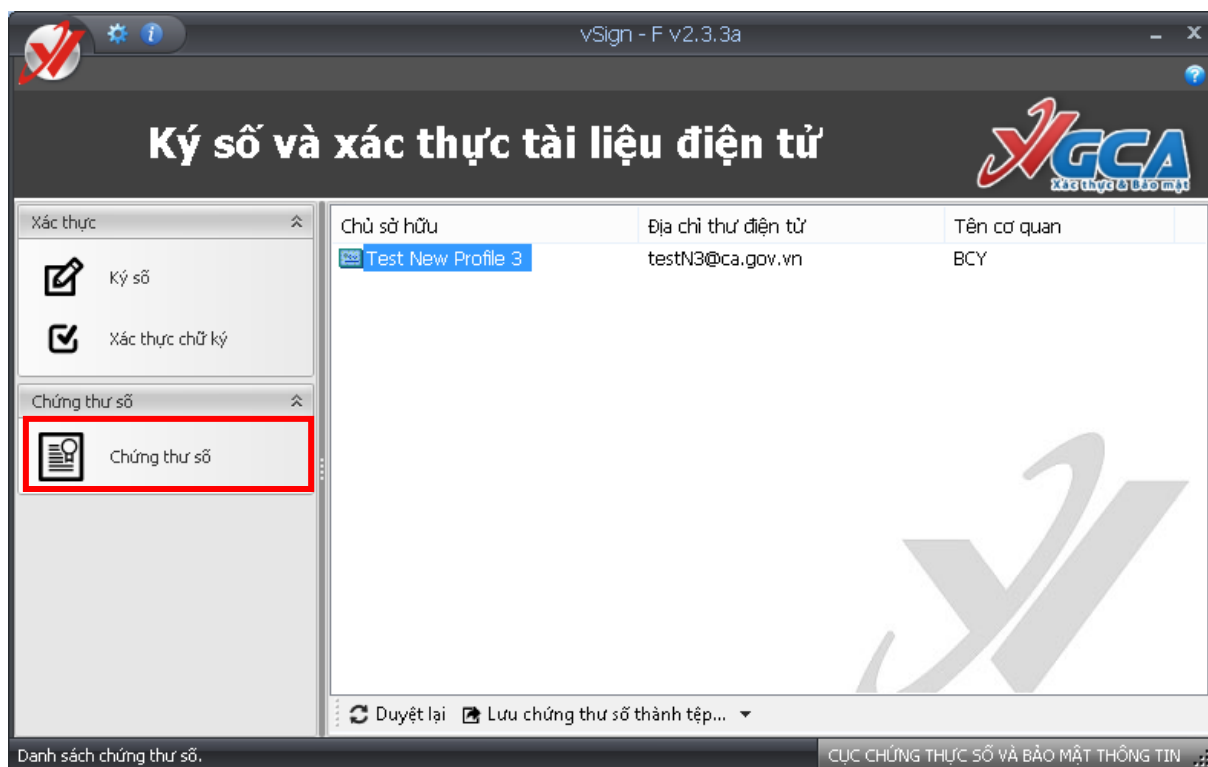 vSign - F v2.3.3a
Ký số và xác thực tài liệu điện tử
GCA
Xác thực & Bảo mật
Xác thực
Ký số
Xác thực chữ ký
Chứng thư số
Chứng thư số
Chủ sở hữu Địa chỉ thư điện tử Tên cơ quan
Test New Profile 3 testN3@ca.gov.vn BCY
Duyệt lại Lưu chứng thư số thành tệp...
Danh sách chứng thư số. CỤC CHỨNG THỰC SỐ VÀ BẢO MẬT THÔNG TIN